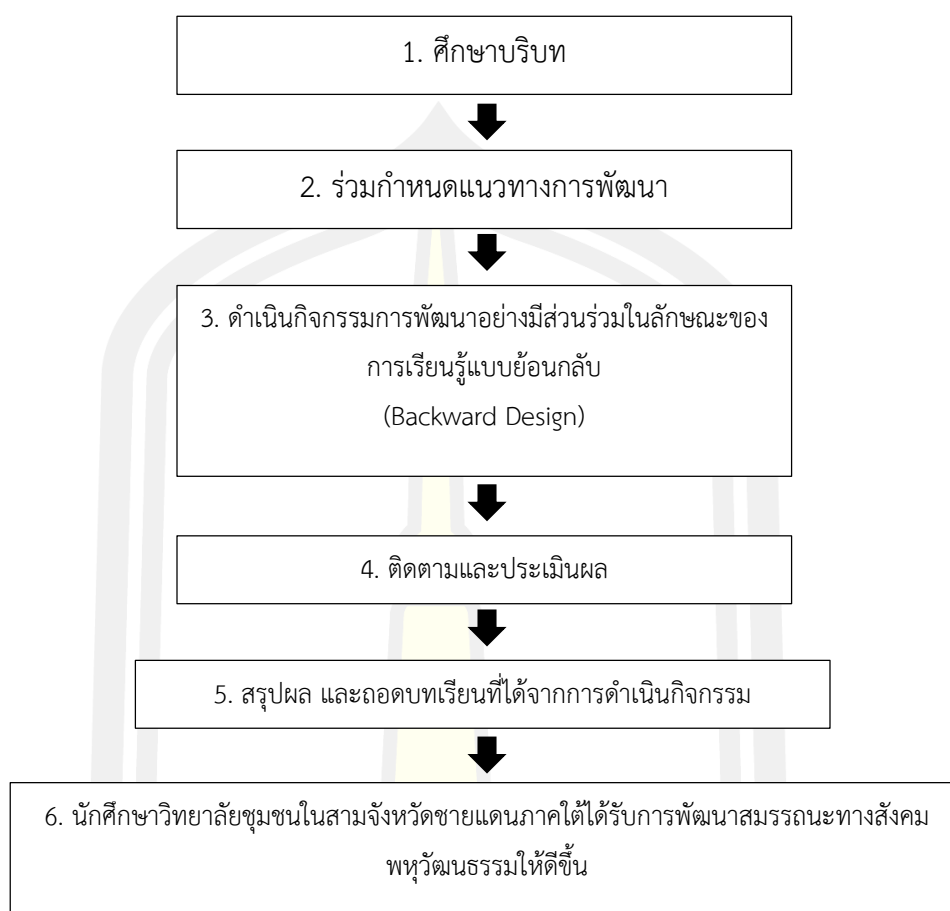 1. ศึกษาบริบท
2. ร่วมกำหนดแนวทางการพัฒนา
3. ดำเนินกิจกรรมการพัฒนาอย่างมีส่วนร่วมในลักษณะของ
การเรียนรู้แบบย้อนกลับ
(Backward Design)
4. ติดตามและประเมินผล
5. สรุปผล และถอดบทเรียนที่ได้จากการดำเนินกิจกรรม
6. นักศึกษาวิทยาลัยชุมชนในสามจังหวัดชายแดนภาคใต้ได้รับการพัฒนาสมรรถนะทางสังคม
พหุวัฒนธรรมให้ดีขึ้น